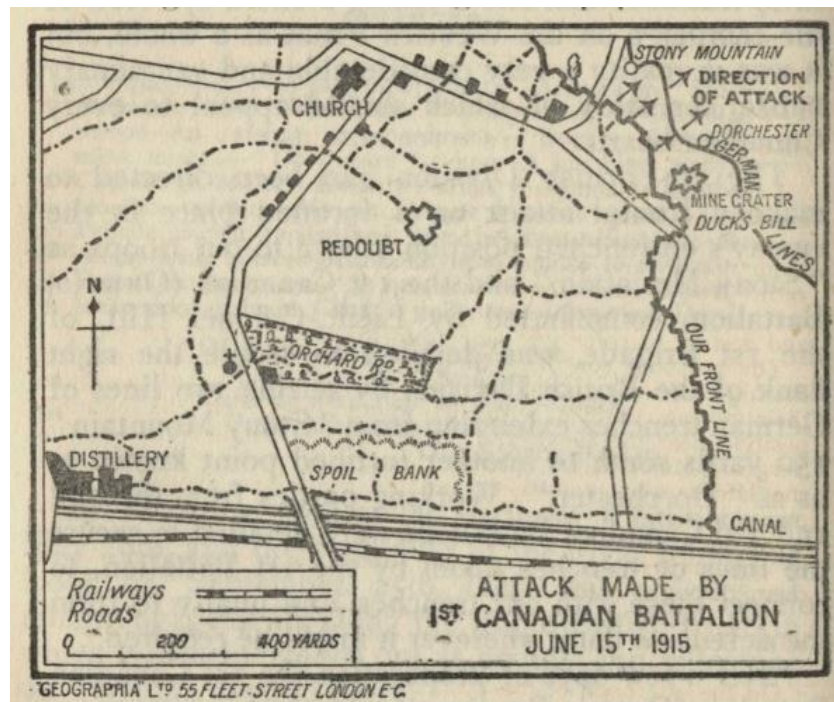 STONY MOUNTAIN
DIRECTION
OF ATTACK
CHURCH
DORCHESTER
GERMAN
LINES
MINE CRATER
DUCKS BILL
REDOUBT
N
ORCHARD
OUR FRONT LINE
DISTILLERY
SPOIL BANK
CANAL
Railways
Roads
0 200 400 YARDS
ATTACK MADE BY
1ST CANADIAN BATTALION
JUNE 15TH 1915
"GEOGRAPHIA" LTD 55 FLEET STREET LONDON E.C.